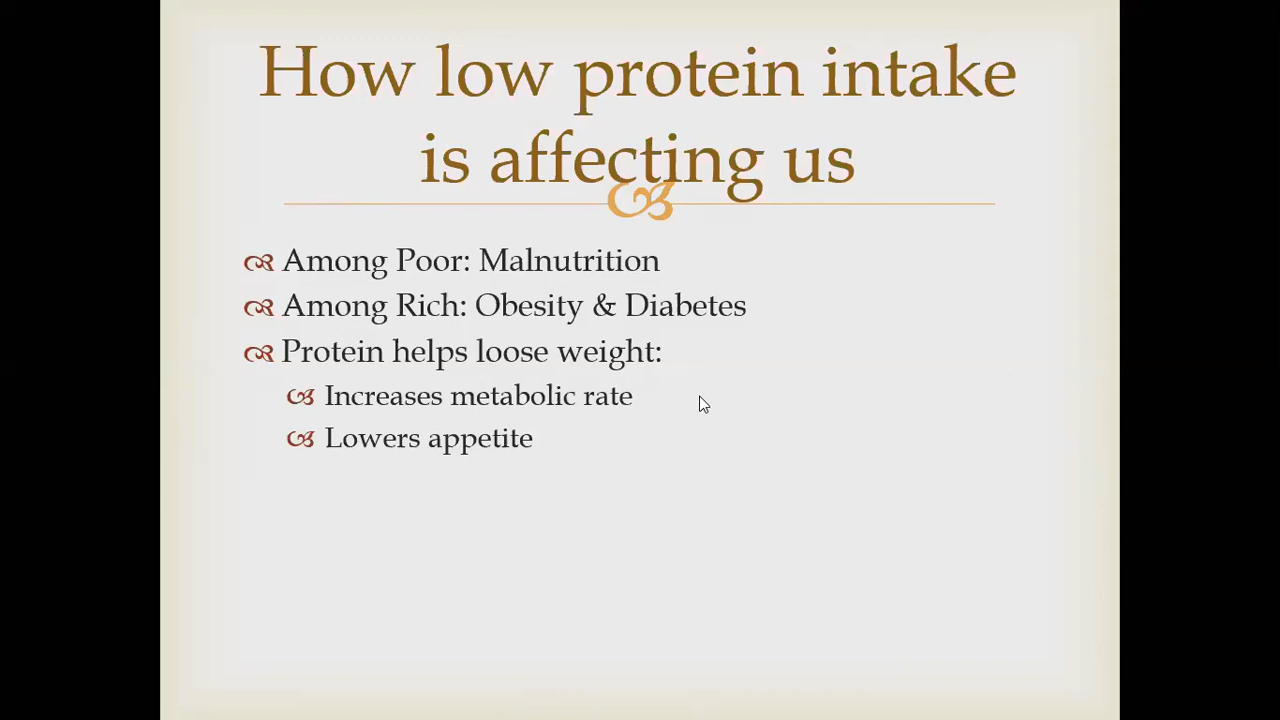 How low protein intake
is affecting us
Among Poor: Malnutrition
Among Rich: Obesity & Diabetes
Protein helps loose weight:
Increases metabolic rate
Lowers appetite